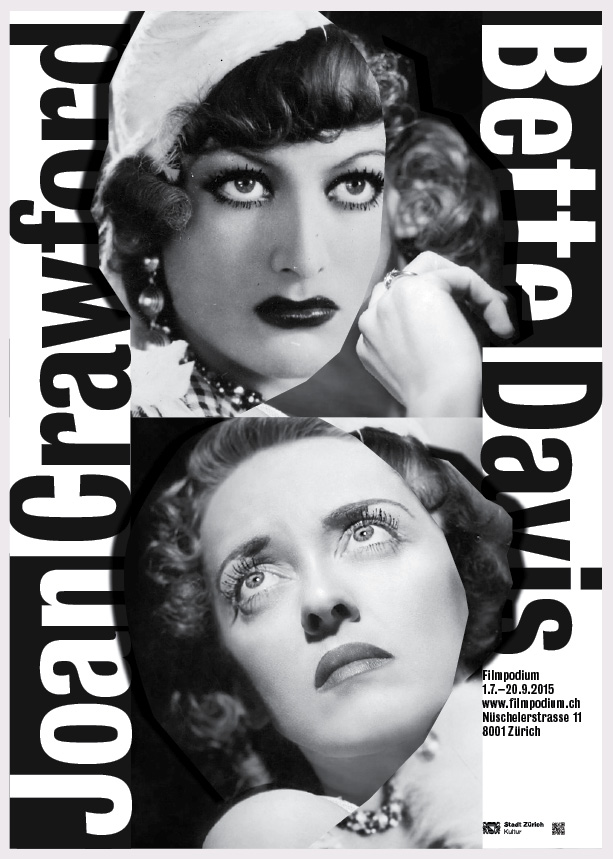 Joan Crawford
Bette Davis
Filmpodium
1.7.–20.9.2015
www.filmpodium.ch
Nüschelerstrasse 11
8001 Zürich
Stadt Zürich
Kultur